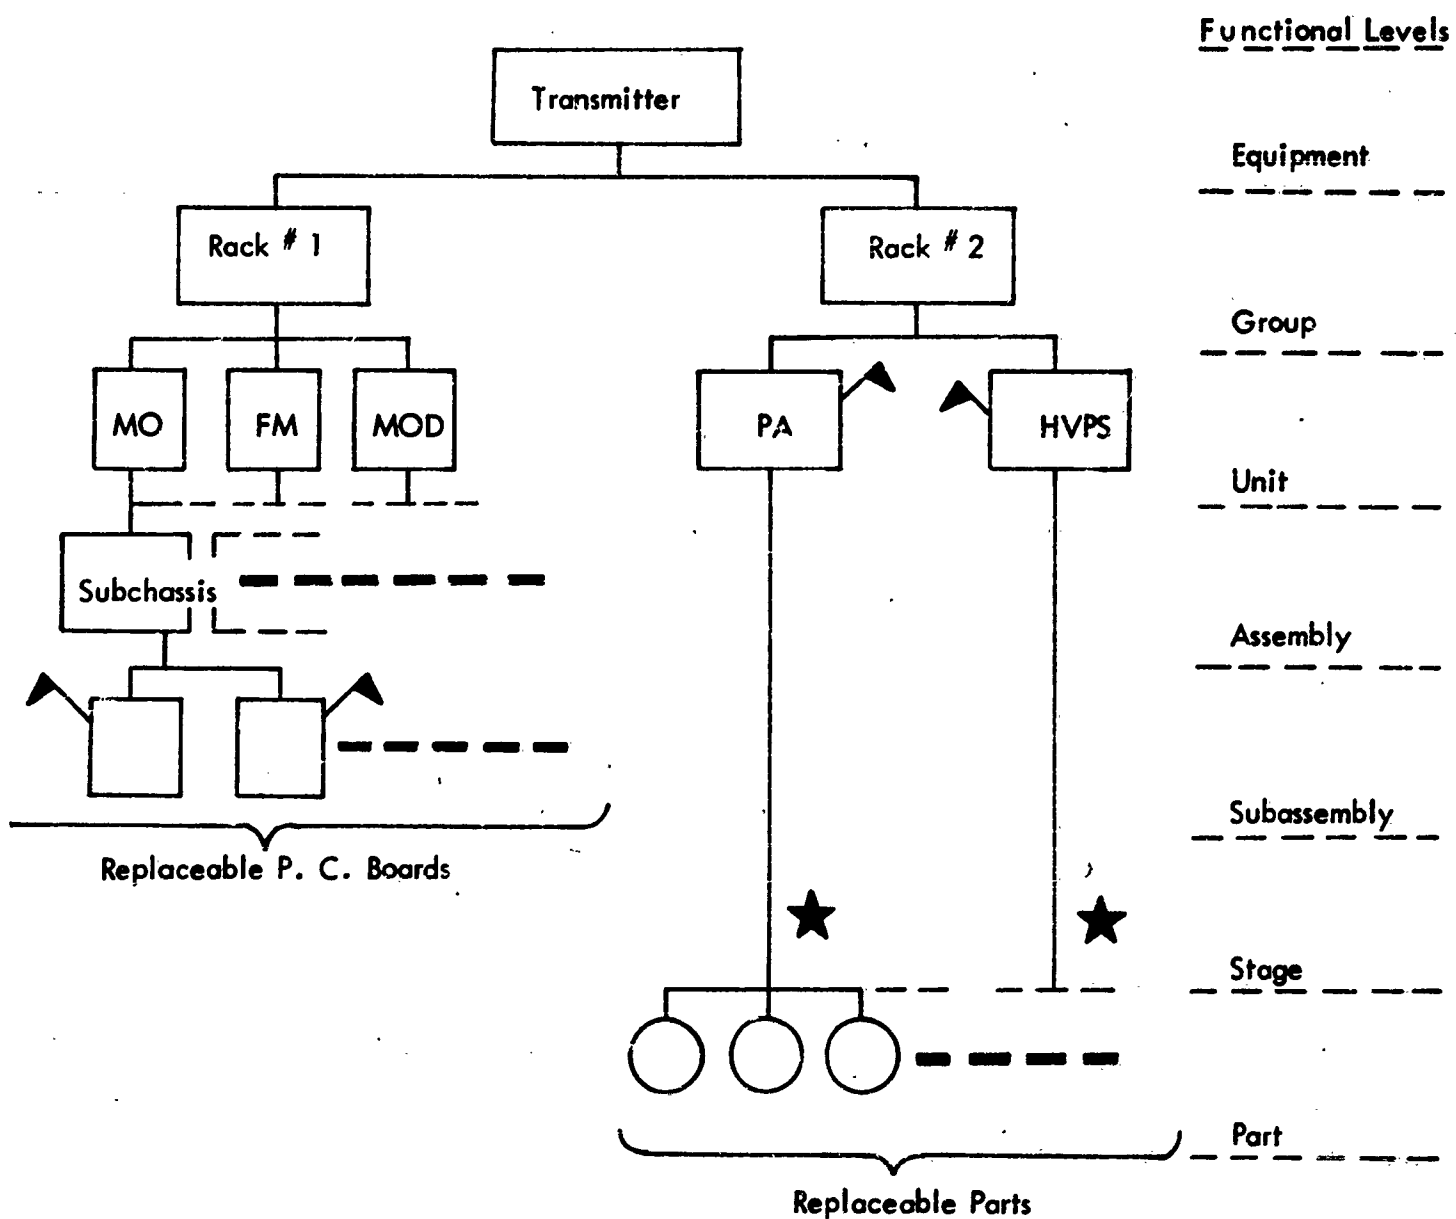 Functional Levels
Transmitter
Equipment
Rack # 1
Rack # 2
Group
MO
FM
MOD
PA
HVPS
Unit
Subchassis
Assembly
Subassembly
Replaceable P. C. Boards
Stage
Part
Replaceable Parts